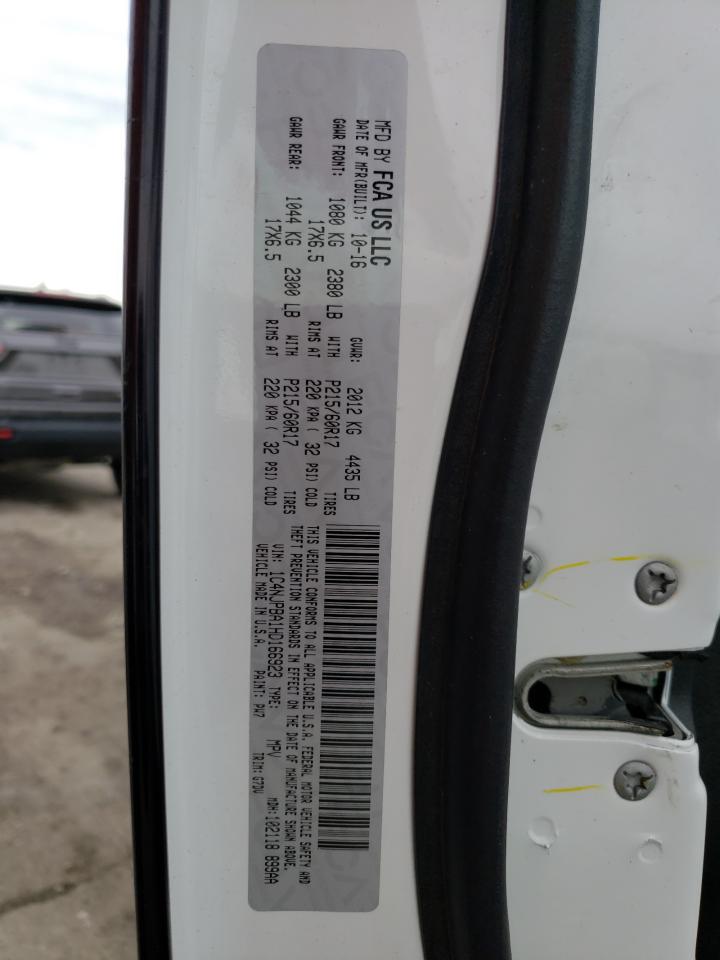 MFD BY FCA US LLC
DATE OF MFR(BUILT): 10-16 GVWR: 2012 KG 4435 LB
GAWR FRONT: 1080 KG 2380 LB WITH P215/60R17 TIRES
17X6.5 RIMS AT 220 KPA ( 32 PSI) COLD
GAWR REAR: 1044 KG 2300 LB WITH P215/60R17 TIRES
17X6.5 RIMS AT 220 KPA ( 32 PSI) COLD
THIS VEHICLE CONFORMS TO ALL APPLICABLE U.S.A. FEDERAL MOTOR VEHICLE SAFETY AND
THEFT PREVENTION STANDARDS IN EFFECT ON THE DATE OF MANUFACTURE SHOWN ABOVE.
VIN: 1C4NJPBA1HD166923 TYPE: MPV MDH: 102118 899AA
VEHICLE MADE IN U.S.A. PAINT: PW7 TRIM: G7DV